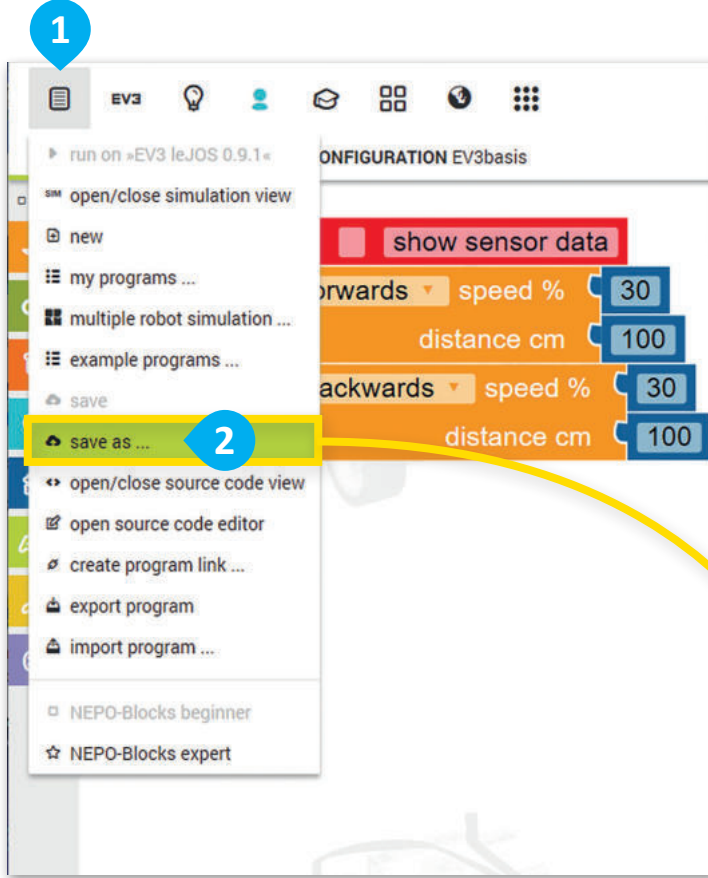 1
EV3
run on »EV3 leJOS 0.9.1«
ONFIGURATION EV3basis
SIM open/close simulation view
new
show sensor data
my programs ...
orwards speed % 30
multiple robot simulation ...
distance cm 100
example programs ...
ackwards speed % 30
save
save as ... 2
distance cm 100
open/close source code view
open source code editor
create program link ...
export program
import program ...
NEPO-Blocks beginner
NEPO-Blocks expert